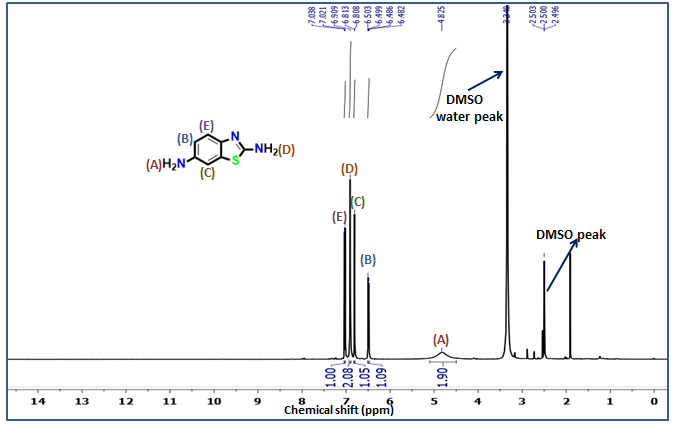 7.038
7.021
6.909
6.813
6.808
6.503
6.499
6.486
6.482
4.825
3.340
2.503
2.500
2.496
DMSO
water peak
(E)
(B)
N
NH₂(D)
(A)H₂N
S
(C)
(D)
(C)
(E)
(B)
(A)
DMSO peak
1.00
2.08
1.05
1.09
1.90
14 13 12 11 10 9 8 7 6 5 4 3 2 1 0
Chemical shift (ppm)